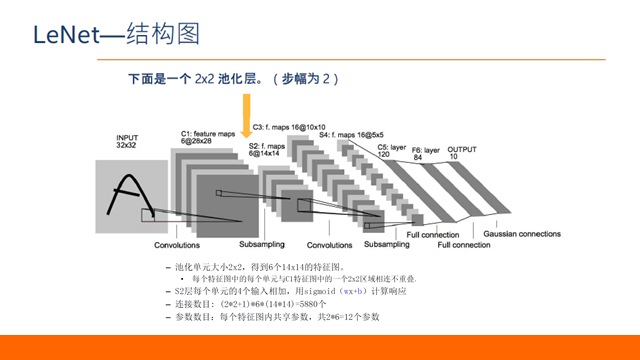 LeNet—结构图
下面是一个 2x2 池化层。（步幅为 2）
C3: f. maps 16@10x10
INPUT
32x32
C1: feature maps
6@28x28
S2: f. maps
6@14x14
S4: f. maps 16@5x5
C5: layer
120
F6: layer
84
OUTPUT
10
A
Convolutions
Subsampling
Convolutions
Subsampling
Full connection
Full connection
Gaussian connections
– 池化单元大小2x2，得到6个14x14的特征图。
• 每个特征图中的每个单元与C1特征图中的一个2x2区域相连不重叠.
– S2层每个单元的4个输入相加，用sigmoid（wx+b）计算响应
– 连接数目: (2*2+1)*6*(14*14)=5880个
– 参数数目: 每个特征图内共享参数，共2*6=12个参数